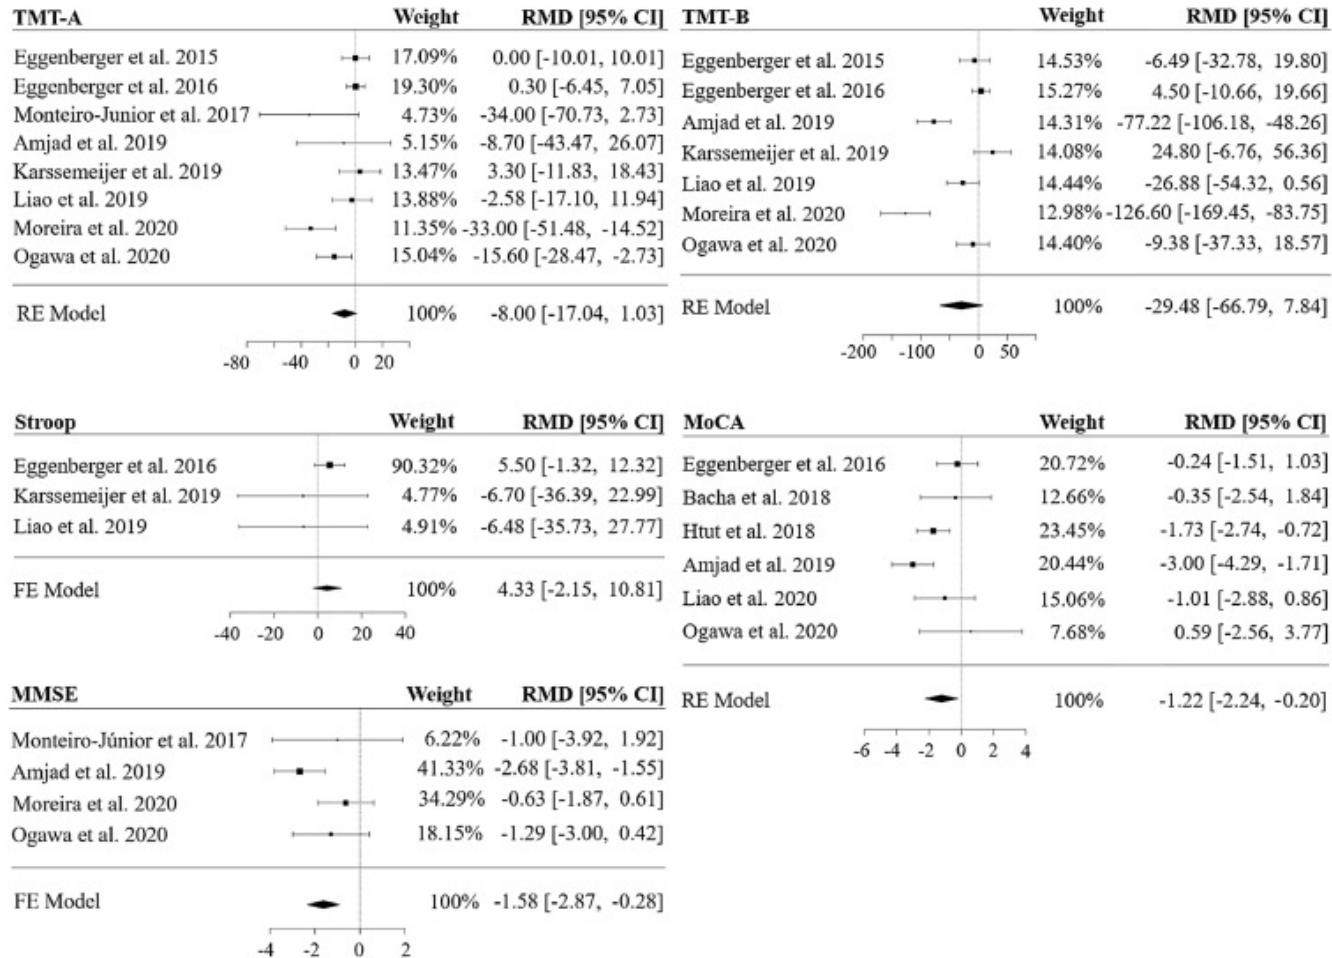 TMT-A Weight RMD [95% CI]
Eggenberger et al. 2015 17.09% 0.00 [-10.01, 10.01]
Eggenberger et al. 2016 19.30% 0.30 [-6.45, 7.05]
Monteiro-Junior et al. 2017 4.73% -34.00 [-70.73, 2.73]
Amjad et al. 2019 5.15% -8.70 [-43.47, 26.07]
Karssemeijer et al. 2019 13.47% 3.30 [-11.83, 18.43]
Liao et al. 2019 13.88% -2.58 [-17.10, 11.94]
Moreira et al. 2020 11.35% -33.00 [-51.48, -14.52]
Ogawa et al. 2020 15.04% -15.60 [-28.47, -2.73]
RE Model 100% -8.00 [-17.04, 1.03]
-80 -40 0 20
TMT-B Weight RMD [95% CI]
Eggenberger et al. 2015 14.53% -6.49 [-32.78, 19.80]
Eggenberger et al. 2016 15.27% 4.50 [-10.66, 19.66]
Amjad et al. 2019 14.31% -77.22 [-106.18, -48.26]
Karssemeijer et al. 2019 14.08% 24.80 [-6.76, 56.36]
Liao et al. 2019 14.44% -26.88 [-54.32, 0.56]
Moreira et al. 2020 12.98% -126.60 [-169.45, -83.75]
Ogawa et al. 2020 14.40% -9.38 [-37.33, 18.57]
RE Model 100% -29.48 [-66.79, 7.84]
-200 -100 0 50
Stroop Weight RMD [95% CI]
Eggenberger et al. 2016 90.32% 5.50 [-1.32, 12.32]
Karssemeijer et al. 2019 4.77% -6.70 [-36.39, 22.99]
Liao et al. 2019 4.91% -6.48 [-35.73, 27.77]
FE Model 100% 4.33 [-2.15, 10.81]
-40 -20 0 20 40
MoCA Weight RMD [95% CI]
Eggenberger et al. 2016 20.72% -0.24 [-1.51, 1.03]
Bacha et al. 2018 12.66% -0.35 [-2.54, 1.84]
Htut et al. 2018 23.45% -1.73 [-2.74, -0.72]
Amjad et al. 2019 20.44% -3.00 [-4.29, -1.71]
Liao et al. 2020 15.06% -1.01 [-2.88, 0.86]
Ogawa et al. 2020 7.68% 0.59 [-2.56, 3.77]
RE Model 100% -1.22 [-2.24, -0.20]
-6 -4 -2 0 2 4
MMSE Weight RMD [95% CI]
Monteiro-Júnior et al. 2017 6.22% -1.00 [-3.92, 1.92]
Amjad et al. 2019 41.33% -2.68 [-3.81, -1.55]
Moreira et al. 2020 34.29% -0.63 [-1.87, 0.61]
Ogawa et al. 2020 18.15% -1.29 [-3.00, 0.42]
FE Model 100% -1.58 [-2.87, -0.28]
-4 -2 0 2